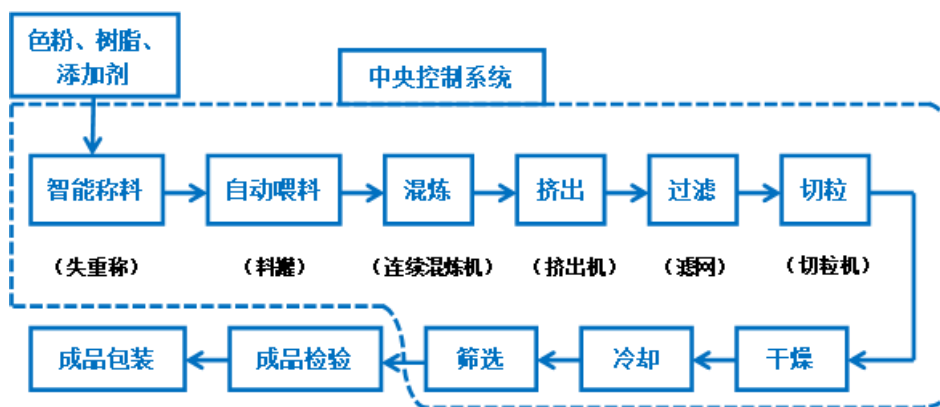 色粉、树脂、
添加剂
中央控制系统
智能称料
自动喂料
混炼
挤出
过滤
切粒
（失重称）
（料罐）
（连续混炼机）
（挤出机）
（滤网）
（切粒机）
成品包装
成品检验
筛选
冷却
干燥